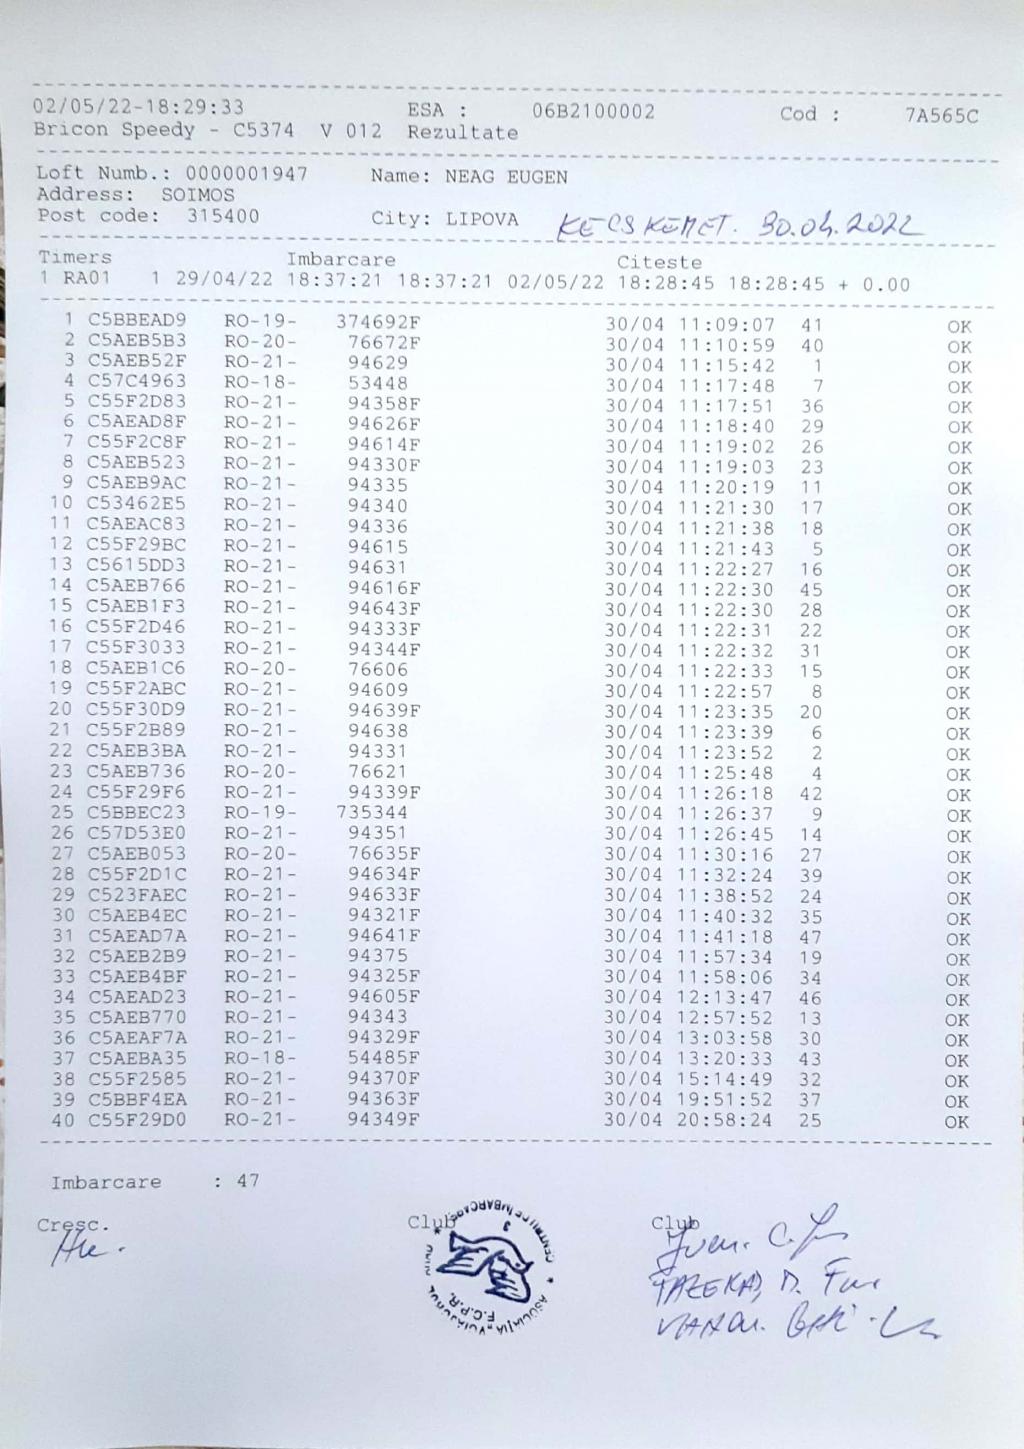 02/05/22-18:29:33 ESA : 06B2100002 Cod : 7A565C
Bricon Speedy - C5374 V 012 Rezultate
Loft Numb.: 0000001947 Name: NEAG EUGEN
Address: SOIMOS
Post code: 315400 City: LIPOVA KECSKEMET. 30.04.2022
Timers Imbarcare Citeste
1 RA01 1 29/04/22 18:37:21 18:37:21 02/05/22 18:28:45 18:28:45 + 0.00
1 C5BBEAD9 RO-19- 374692F 30/04 11:09:07 41 OK
2 C5AEB5B3 RO-20- 76672F 30/04 11:10:59 40 OK
3 C5AEB52F RO-21- 94629 30/04 11:15:42 1 OK
4 C57C4963 RO-18- 53448 30/04 11:17:48 7 OK
5 C55F2D83 RO-21- 94358F 30/04 11:17:51 36 OK
6 C5AEAD8F RO-21- 94626F 30/04 11:18:40 29 OK
7 C55F2C8F RO-21- 94614F 30/04 11:19:02 26 OK
8 C5AEB523 RO-21- 94330F 30/04 11:19:03 23 OK
9 C5AEB9AC RO-21- 94335 30/04 11:20:19 11 OK
10 C53462E5 RO-21- 94340 30/04 11:21:30 17 OK
11 C5AEAC83 RO-21- 94336 30/04 11:21:38 18 OK
12 C55F29BC RO-21- 94615 30/04 11:21:43 5 OK
13 C5615DD3 RO-21- 94631 30/04 11:22:27 16 OK
14 C5AEB766 RO-21- 94616F 30/04 11:22:30 45 OK
15 C5AEB1F3 RO-21- 94643F 30/04 11:22:30 28 OK
16 C55F2D46 RO-21- 94333F 30/04 11:22:31 22 OK
17 C55F3033 RO-21- 94344F 30/04 11:22:32 31 OK
18 C5AEB1C6 RO-20- 76606 30/04 11:22:33 15 OK
19 C55F2ABC RO-21- 94609 30/04 11:22:57 8 OK
20 C55F30D9 RO-21- 94639F 30/04 11:23:35 20 OK
21 C55F2B89 RO-21- 94638 30/04 11:23:39 6 OK
22 C5AEB3BA RO-21- 94331 30/04 11:23:52 2 OK
23 C5AEB736 RO-20- 76621 30/04 11:25:48 4 OK
24 C55F29F6 RO-21- 94339F 30/04 11:26:18 42 OK
25 C5BBEC23 RO-19- 735344 30/04 11:26:37 9 OK
26 C57D53E0 RO-21- 94351 30/04 11:26:45 14 OK
27 C5AEB053 RO-20- 76635F 30/04 11:30:16 27 OK
28 C55F2D1C RO-21- 94634F 30/04 11:32:24 39 OK
29 C523FAEC RO-21- 94633F 30/04 11:38:52 24 OK
30 C5AEB4EC RO-21- 94321F 30/04 11:40:32 35 OK
31 C5AEAD7A RO-21- 94641F 30/04 11:41:18 47 OK
32 C5AEB2B9 RO-21- 94375 30/04 11:57:34 19 OK
33 C5AEB4BF RO-21- 94325F 30/04 11:58:06 34 OK
34 C5AEAD23 RO-21- 94605F 30/04 12:13:47 46 OK
35 C5AEB770 RO-21- 94343 30/04 12:57:52 13 OK
36 C5AEAF7A RO-21- 94329F 30/04 13:03:58 30 OK
37 C5AEBA35 RO-18- 54485F 30/04 13:20:33 43 OK
38 C55F2585 RO-21- 94370F 30/04 15:14:49 32 OK
39 C5BBF4EA RO-21- 94363F 30/04 19:51:52 37 OK
40 C55F29D0 RO-21- 94349F 30/04 20:58:24 25 OK
Imbarcare : 47
Cresc. Club Club
F.C.P.R.